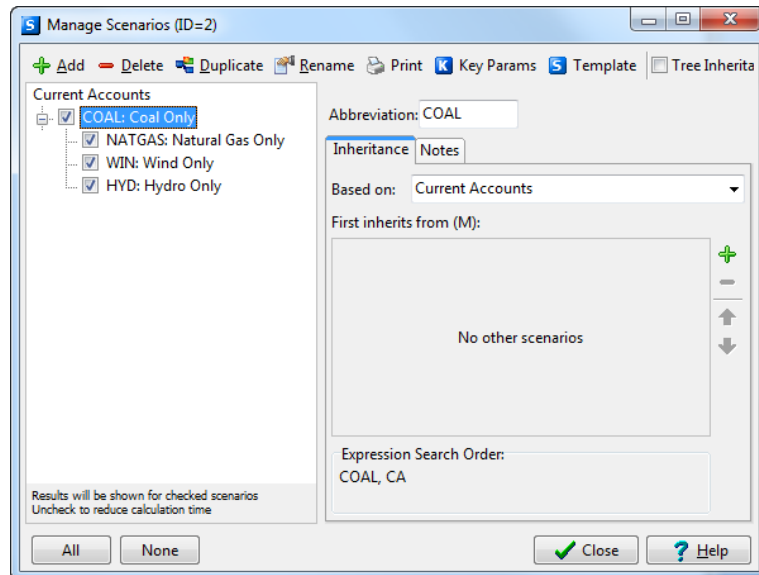 Manage Scenarios (ID=2)
Add Delete Duplicate Rename Print Key Params Template Tree Inherita
Current Accounts
COAL: Coal Only
NATGAS: Natural Gas Only
WIN: Wind Only
HYD: Hydro Only
Results will be shown for checked scenarios
Uncheck to reduce calculation time
Abbreviation: COAL
Inheritance Notes
Based on: Current Accounts
First inherits from (M):
No other scenarios
Expression Search Order:
COAL, CA
All None Close Help